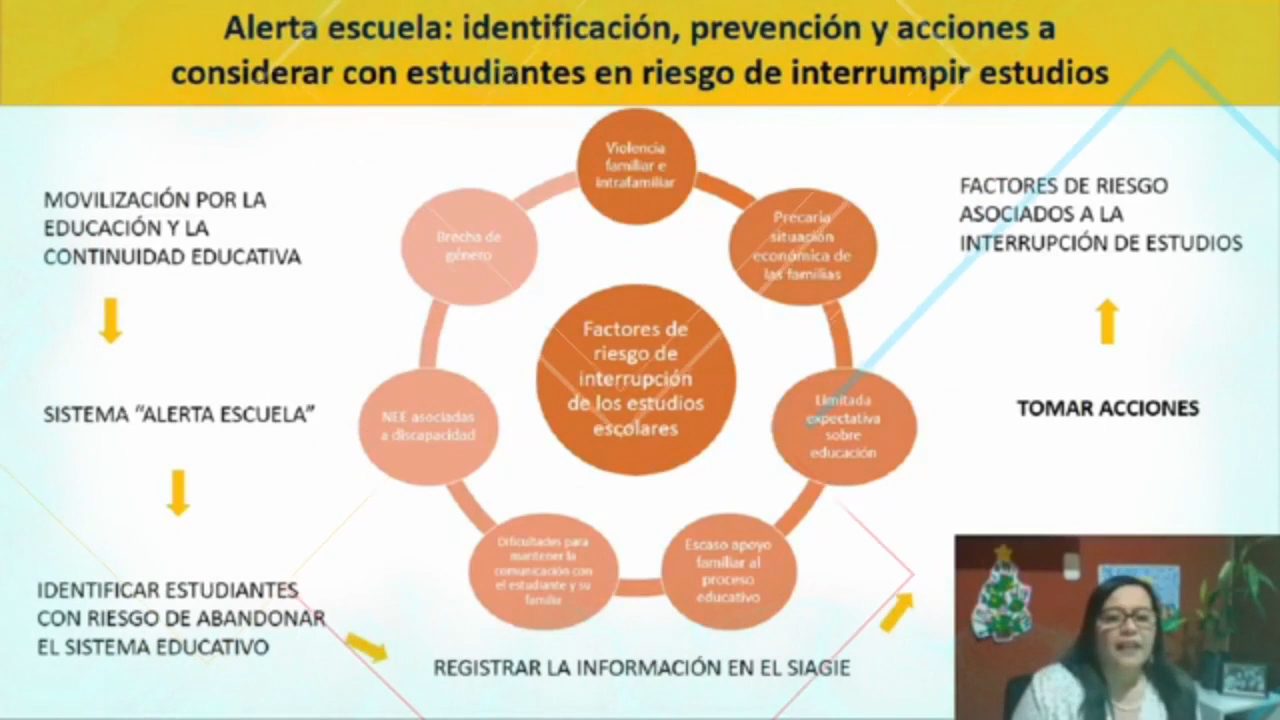 Alerta escuela: identificación, prevención y acciones a
considerar con estudiantes en riesgo de interrumpir estudios
MOVILIZACIÓN POR LA
EDUCACIÓN Y LA
CONTINUIDAD EDUCATIVA
SISTEMA “ALERTA ESCUELA”
IDENTIFICAR ESTUDIANTES
CON RIESGO DE ABANDONAR
EL SISTEMA EDUCATIVO
REGISTRAR LA INFORMACIÓN EN EL SIAGIE
TOMAR ACCIONES
FACTORES DE RIESGO
ASOCIADOS A LA
INTERRUPCIÓN DE ESTUDIOS
Factores de
riesgo de
interrupción
de los estudios
escolares
Violencia
familiar e
intrafamiliar
Precaria
situación
económica de
las familias
Limitada
expectativa
sobre
educación
Escaso apoyo
familiar al
proceso
educativo
Dificultades para
mantener la
comunicación con
el estudiante y su
familia
NEE asociadas
a discapacidad
Brecha de
género